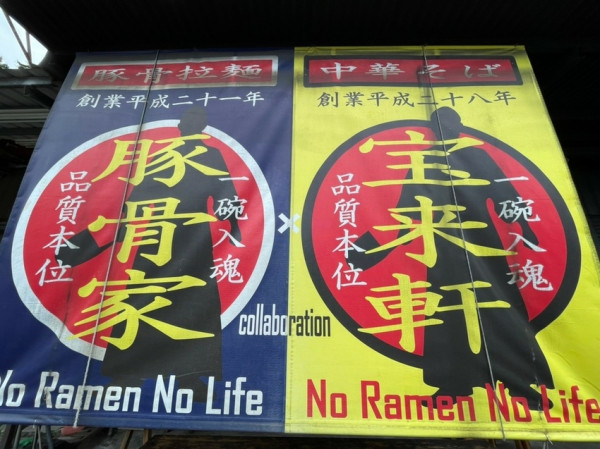 豚骨拉麵
創業平成二十一年
豚骨家
一碗入魂
品質本位
No Ramen No Life
×
collaboration
中華そば
創業平成二十八年
宝来軒
一碗入魂
品質本位
No Ramen No Life